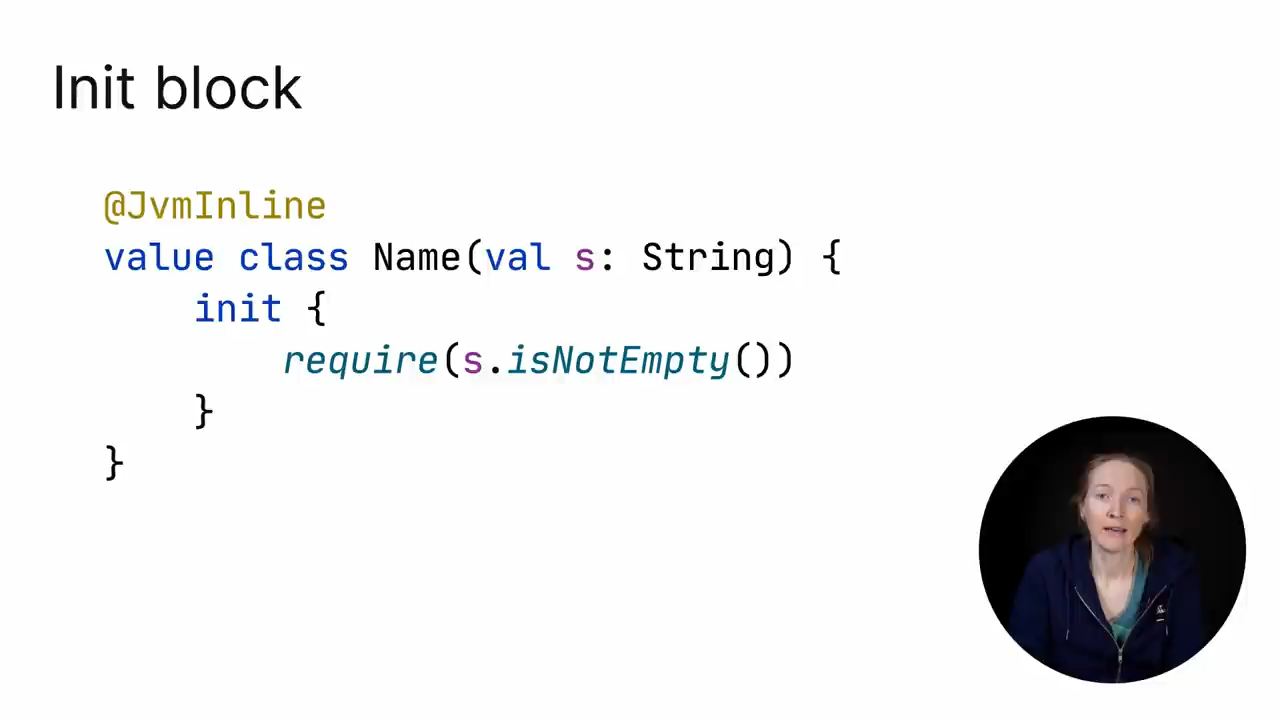 Init block
@JvmInline
value class Name(val s: String) {
init {
require(s.isNotEmpty())
}
}